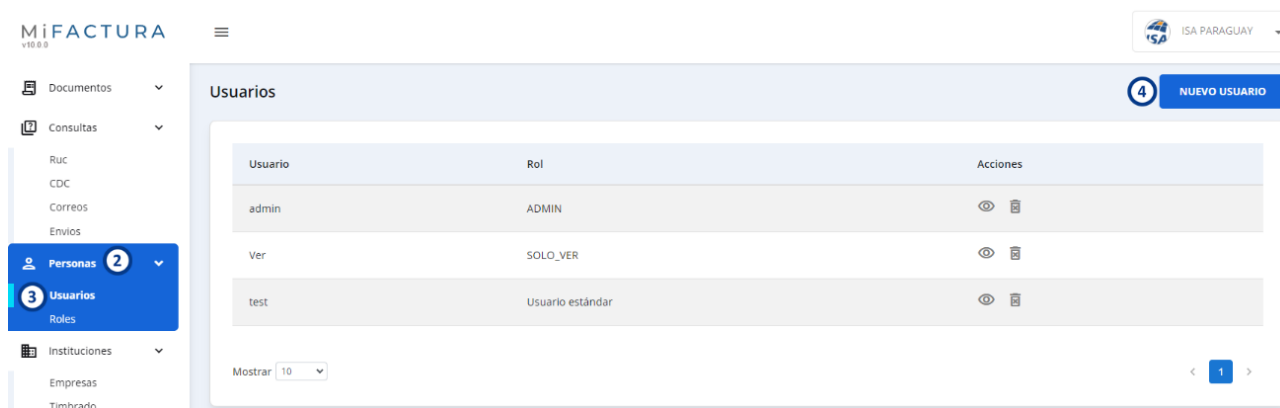 MiFACTURA
v10.0.0
ISA
ISA PARAGUAY
Documentos
Consultas
Ruc
CDC
Correos
Envios
Personas 2
3 Usuarios
Roles
Instituciones
Empresas
Timbrado
Usuarios
4 NUEVO USUARIO
Usuario Rol Acciones
admin ADMIN
Ver SOLO_VER
test Usuario estándar
Mostrar 10
< 1 >